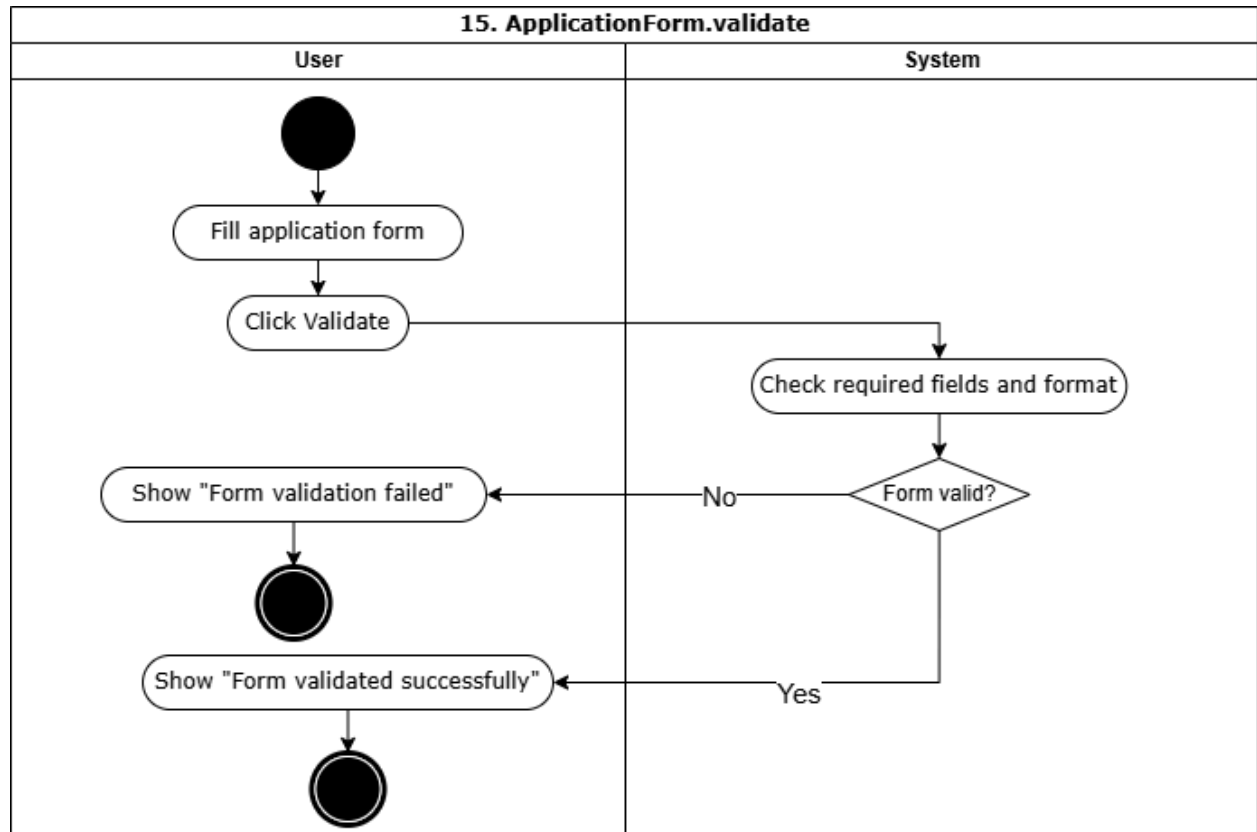 15. ApplicationForm.validate
User
System
Fill application form
Click Validate
Check required fields and format
Form valid?
No
Show "Form validation failed"
Yes
Show "Form validated successfully"